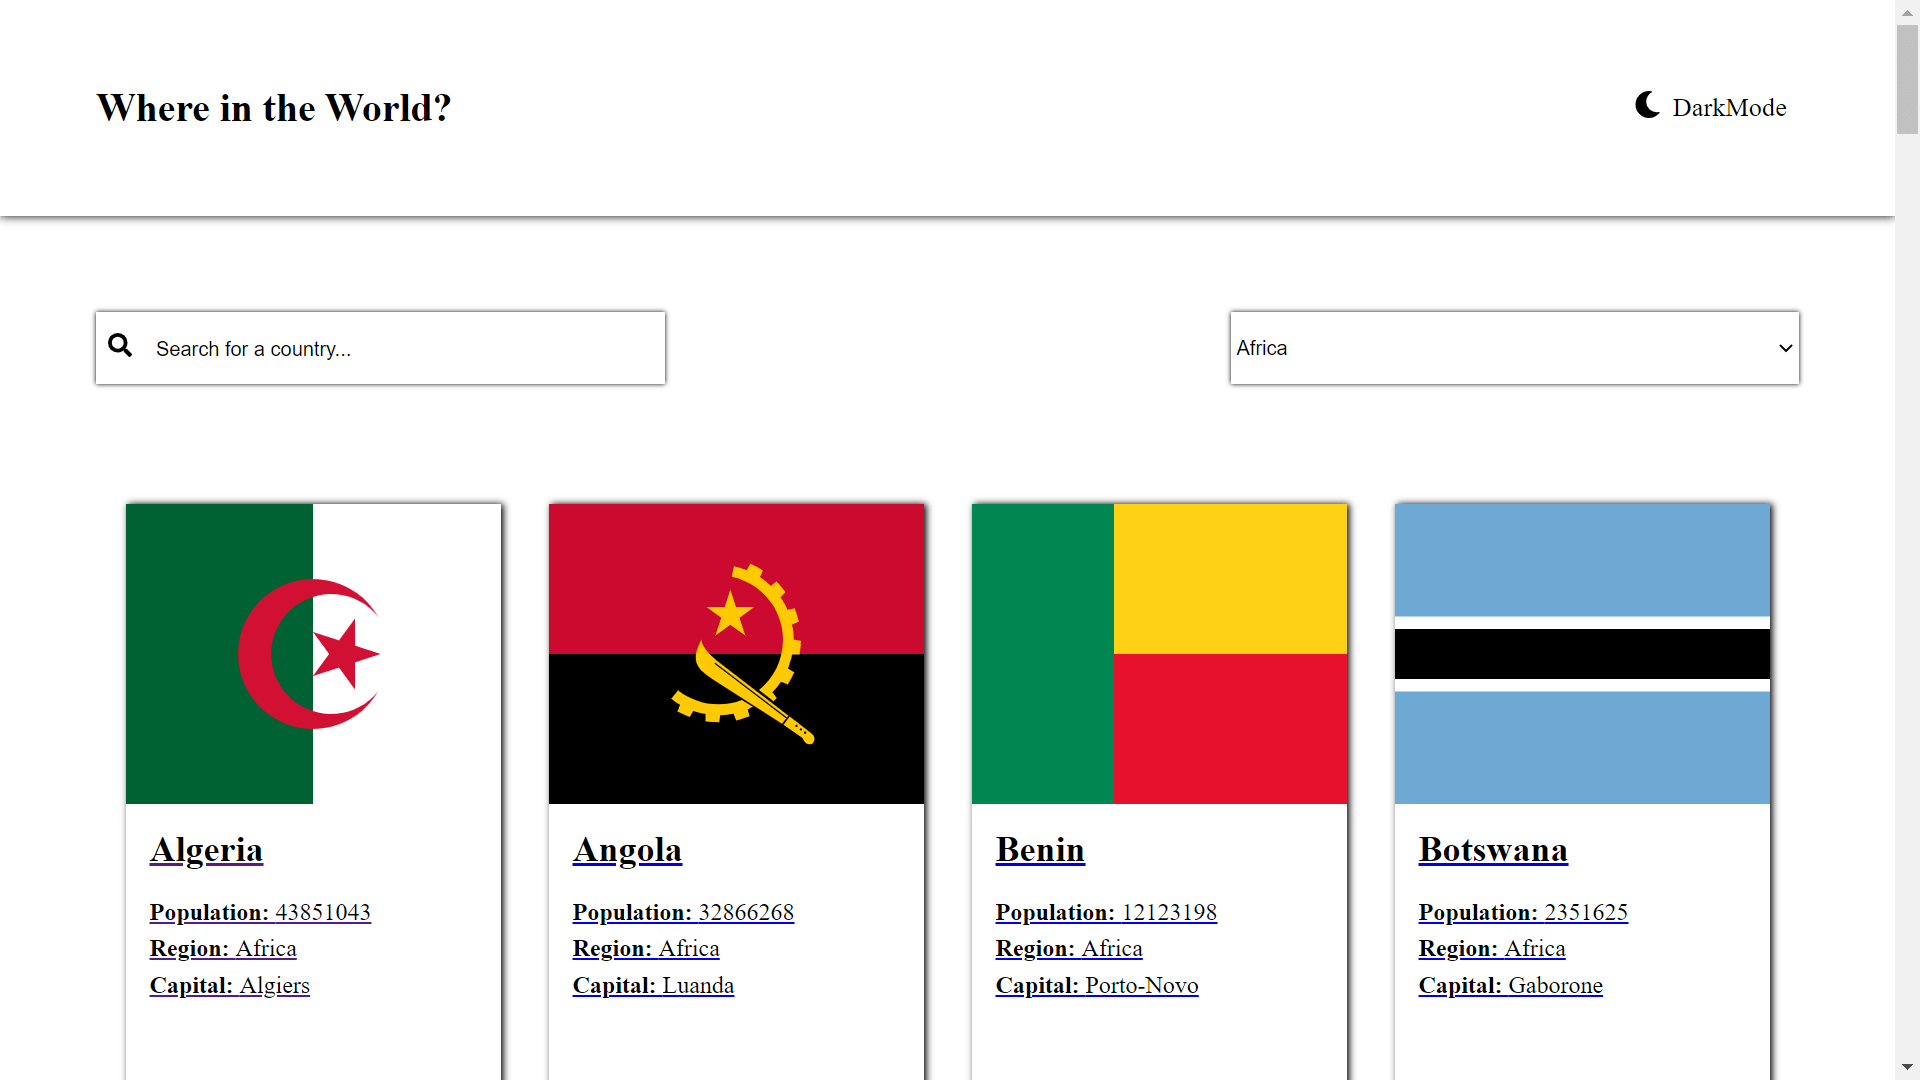 Where in the World?
DarkMode
Search for a country...
Africa
Algeria
Population: 43851043
Region: Africa
Capital: Algiers
Angola
Population: 32866268
Region: Africa
Capital: Luanda
Benin
Population: 12123198
Region: Africa
Capital: Porto-Novo
Botswana
Population: 2351625
Region: Africa
Capital: Gaborone